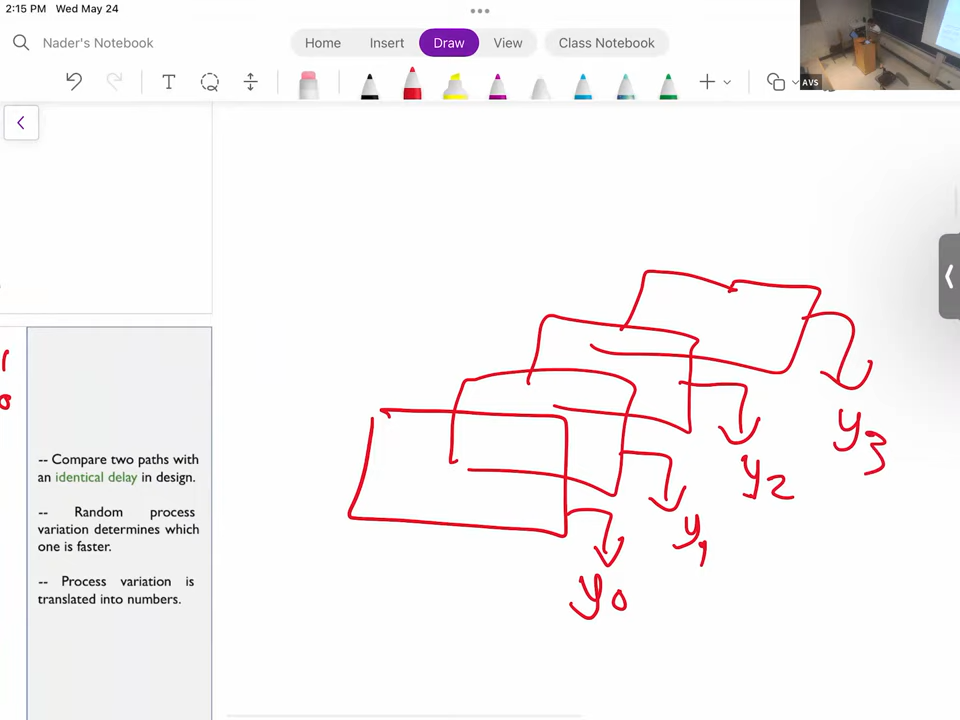 2:15 PM Wed May 24
Nader's Notebook
Home Insert Draw View Class Notebook
T
AVS
-- Compare two paths with
an identical delay in design.
-- Random process
variation determines which
one is faster.
-- Process variation is
translated into numbers.
y3
y2
y1
y0